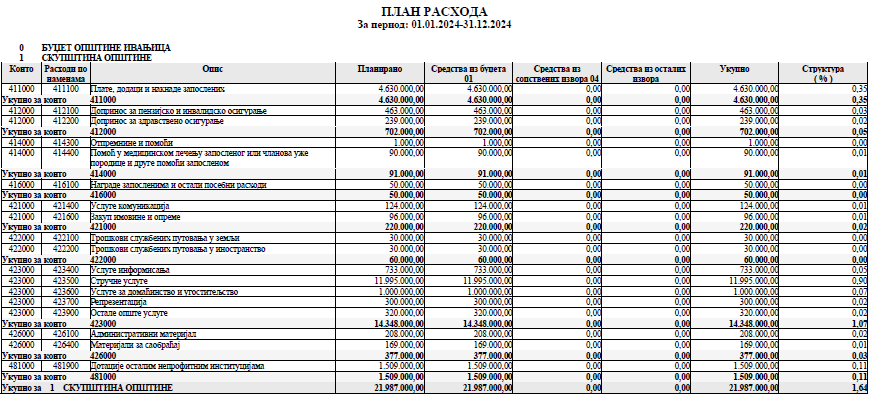 ПЛАН РАСХОДА
За период: 01.01.2024-31.12.2024
0 БУЏЕТ ОПШТИНЕ ИВАЊИЦА
1 СКУПШТИНА ОПШТИНЕ
Конто Расходи по наменама Опис Планирано Средства из буџета 01 Средства из сопствених извора 04 Средства из осталих извора Укупно Структура ( % )
411000 411100 Плате, додаци и накнаде запослених 4.630.000,00 4.630.000,00 0,00 0,00 4.630.000,00 0,35
Укупно за конто 411000 4.630.000,00 4.630.000,00 0,00 0,00 4.630.000,00 0,35
412000 412100 Допринос за пензијско и инвалидско осигурање 463.000,00 463.000,00 0,00 0,00 463.000,00 0,03
412000 412200 Допринос за здравствено осигурање 239.000,00 239.000,00 0,00 0,00 239.000,00 0,02
Укупно за конто 412000 702.000,00 702.000,00 0,00 0,00 702.000,00 0,05
414000 414300 Отпремнине и помоћи 1.000,00 1.000,00 0,00 0,00 1.000,00 0,00
414000 414400 Помоћ у медицинском лечењу запосленог или чланова уже 90.000,00 90.000,00 0,00 0,00 90.000,00 0,01
породице и друге помоћи запосленом
Укупно за конто 414000 91.000,00 91.000,00 0,00 0,00 91.000,00 0,01
416000 416100 Награде запосленима и остали посебни расходи 50.000,00 50.000,00 0,00 0,00 50.000,00 0,00
Укупно за конто 416000 50.000,00 50.000,00 0,00 0,00 50.000,00 0,00
421000 421400 Услуге комуникација 124.000,00 124.000,00 0,00 0,00 124.000,00 0,01
421000 421600 Закуп имовине и опреме 96.000,00 96.000,00 0,00 0,00 96.000,00 0,01
Укупно за конто 421000 220.000,00 220.000,00 0,00 0,00 220.000,00 0,02
422000 422100 Трошкови службених путовања у земљи 30.000,00 30.000,00 0,00 0,00 30.000,00 0,00
422000 422200 Трошкови службених путовања у иностранство 30.000,00 30.000,00 0,00 0,00 30.000,00 0,00
Укупно за конто 422000 60.000,00 60.000,00 0,00 0,00 60.000,00 0,00
423000 423400 Услуге информисања 733.000,00 733.000,00 0,00 0,00 733.000,00 0,05
423000 423500 Стручне услуге 11.995.000,00 11.995.000,00 0,00 0,00 11.995.000,00 0,90
423000 423600 Услуге за домаћинство и угоститељство 1.000.000,00 1.000.000,00 0,00 0,00 1.000.000,00 0,07
423000 423700 Репрезентација 300.000,00 300.000,00 0,00 0,00 300.000,00 0,02
423000 423900 Остале опште услуге 320.000,00 320.000,00 0,00 0,00 320.000,00 0,02
Укупно за конто 423000 14.348.000,00 14.348.000,00 0,00 0,00 14.348.000,00 1,07
426000 426100 Административни материјал 208.000,00 208.000,00 0,00 0,00 208.000,00 0,02
426000 426400 Материјали за саобраћај 169.000,00 169.000,00 0,00 0,00 169.000,00 0,01
Укупно за конто 426000 377.000,00 377.000,00 0,00 0,00 377.000,00 0,03
481000 481900 Дотације осталим непрофитним институцијама 1.509.000,00 1.509.000,00 0,00 0,00 1.509.000,00 0,11
Укупно за конто 481000 1.509.000,00 1.509.000,00 0,00 0,00 1.509.000,00 0,11
Укупно за 1 СКУПШТИНА ОПШТИНЕ 21.987.000,00 21.987.000,00 0,00 0,00 21.987.000,00 1,64